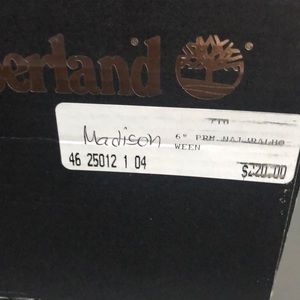 berland
Madison
6" PRM
WEEN
46 25012 1 04
$220.00